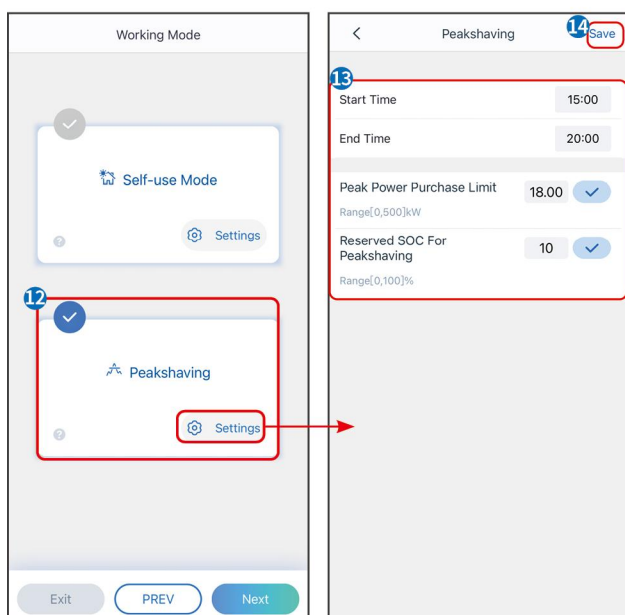 Working Mode
Self-use Mode
?
Settings
12
Peakshaving
?
Settings
Exit
PREV
Next
Peakshaving
14
Save
13
Start Time
15:00
End Time
20:00
Peak Power Purchase Limit
18.00
Range[0,500]kW
Reserved SOC For
Peakshaving
10
Range[0,100]%